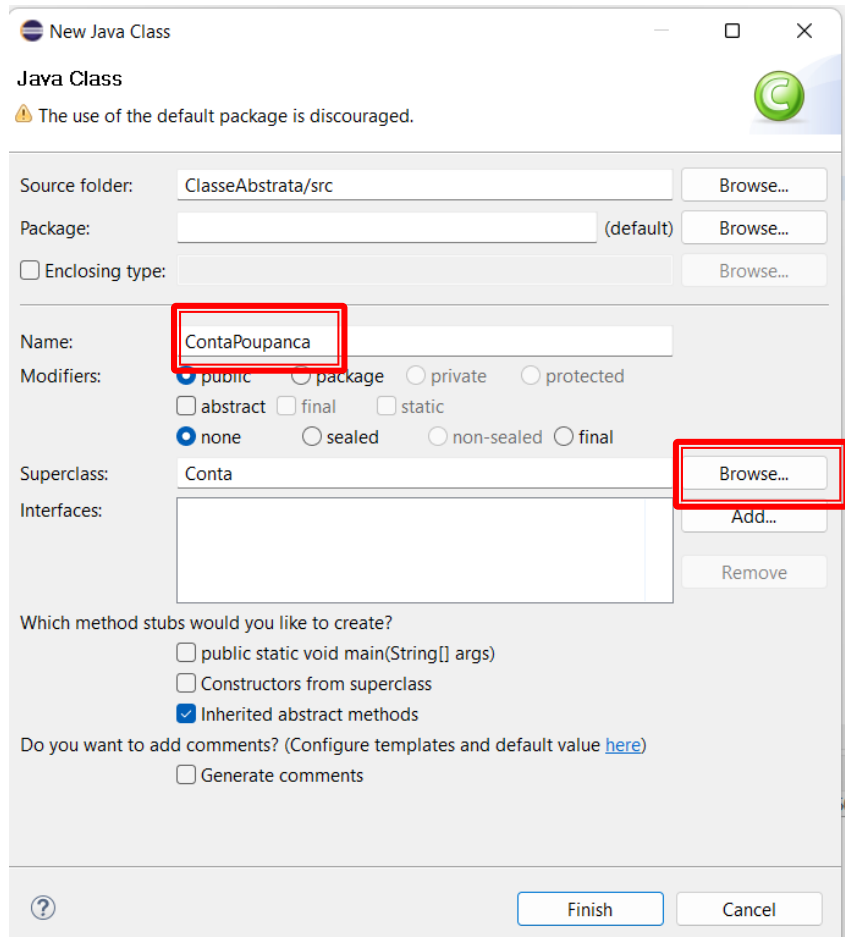 New Java Class
Java Class
The use of the default package is discouraged.
Source folder: ClasseAbstrata/src Browse...
Package: (default) Browse...
Enclosing type: Browse...
Name: ContaPoupanca
Modifiers: public package private protected
abstract final static
none sealed non-sealed final
Superclass: Conta Browse...
Interfaces: Add...
Remove
Which method stubs would you like to create?
public static void main(String[] args)
Constructors from superclass
Inherited abstract methods
Do you want to add comments? (Configure templates and default value here)
Generate comments
? Finish Cancel